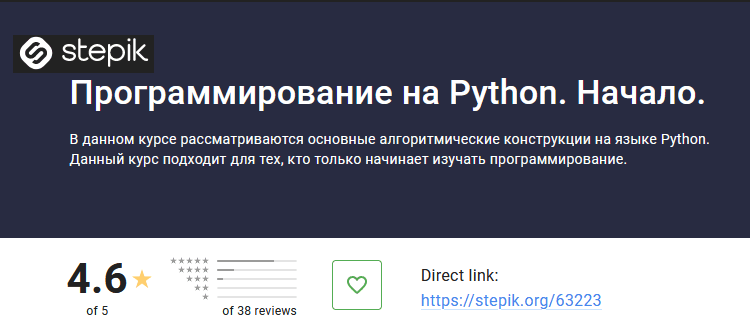 stepik
Программирование на Python. Начало.
В данном курсе рассматриваются основные алгоритмические конструкции на языке Python.
Данный курс подходит для тех, кто только начинает изучать программирование.
4.6
of 5
of 38 reviews
Direct link:
https://stepik.org/63223